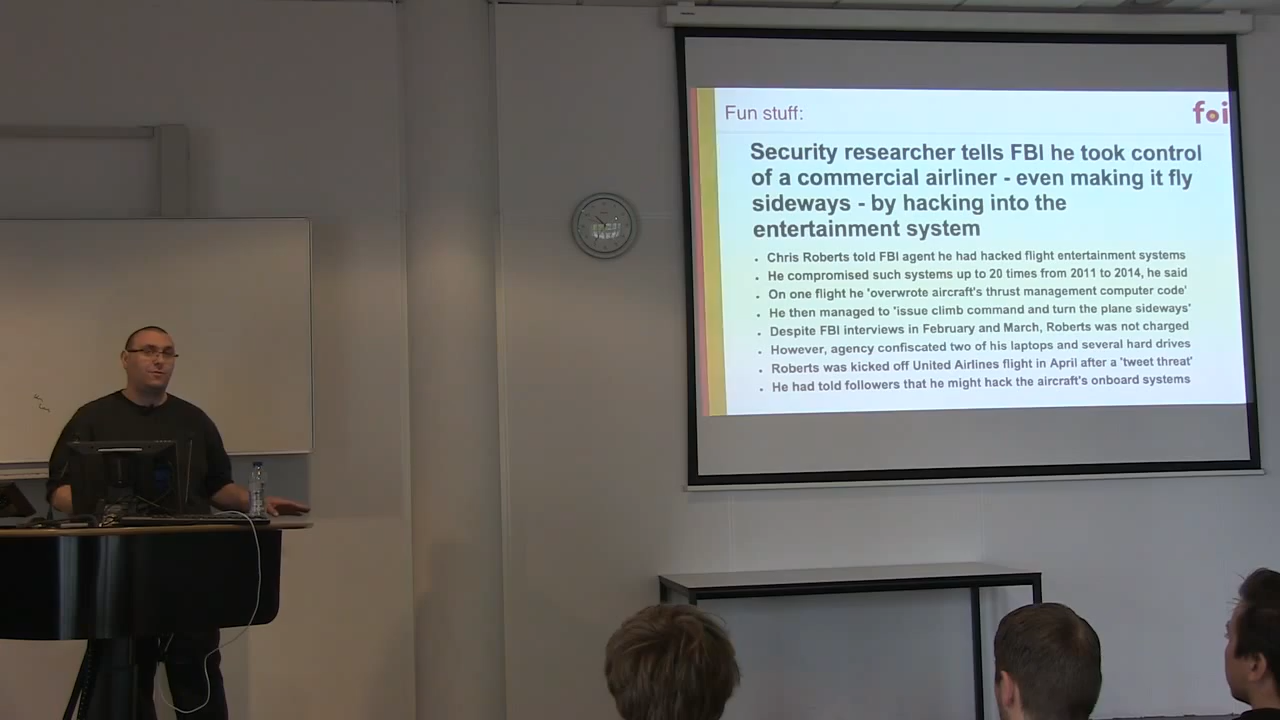 Fun stuff:
foi
Security researcher tells FBI he took control
of a commercial airliner - even making it fly
sideways - by hacking into the
entertainment system
• Chris Roberts told FBI agent he had hacked flight entertainment systems
• He compromised such systems up to 20 times from 2011 to 2014, he said
• On one flight he 'overwrote aircraft's thrust management computer code'
• He then managed to 'issue climb command and turn the plane sideways'
• Despite FBI interviews in February and March, Roberts was not charged
• However, agency confiscated two of his laptops and several hard drives
• Roberts was kicked off United Airlines flight in April after a 'tweet threat'
• He had told followers that he might hack the aircraft's onboard systems